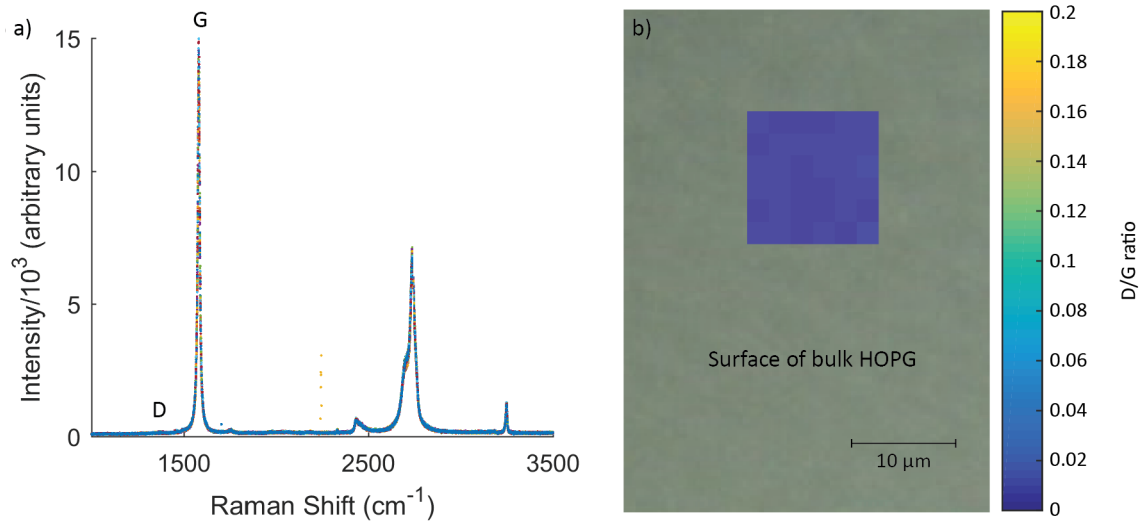 a)
G
15
10
5
0
D
1500
2500
3500
Intensity/10³ (arbitrary units)
Raman Shift (cm⁻¹)
b)
Surface of bulk HOPG
10 µm
0.2
0.18
0.16
0.14
0.12
0.1
0.08
0.06
0.04
0.02
0
D/G ratio